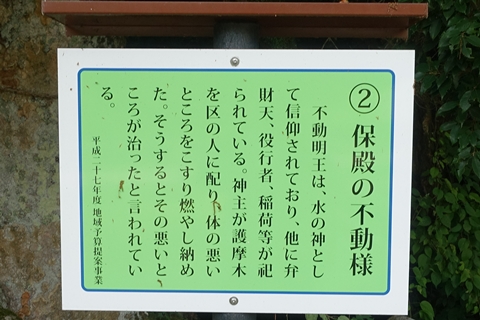 ② 保殿の不動様
不動明王は、水の神とし
て信仰されており、他に弁
財天、役行者、稲荷等が祀
られている。神主が護摩木
を区の人に配り、体の悪い
ところをこすり燃やし納め
た。そうするとその悪いと
ころが治ったと言われてい
る。
平成二十七年度 地域予算提案事業